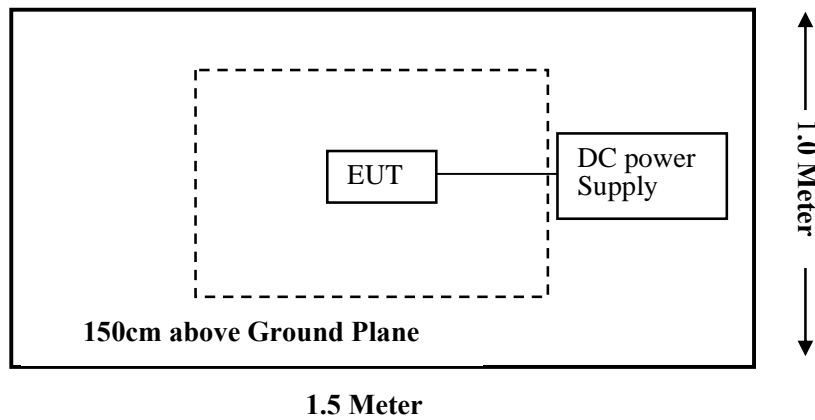 EUT
DC power
Supply
1.0 Meter
150cm above Ground Plane
1.5 Meter